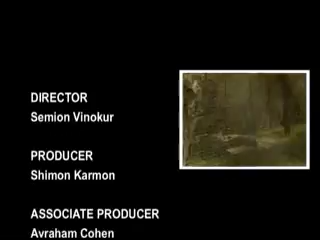 DIRECTOR
Semion Vinokur
PRODUCER
Shimon Karmon
ASSOCIATE PRODUCER
Avraham Cohen